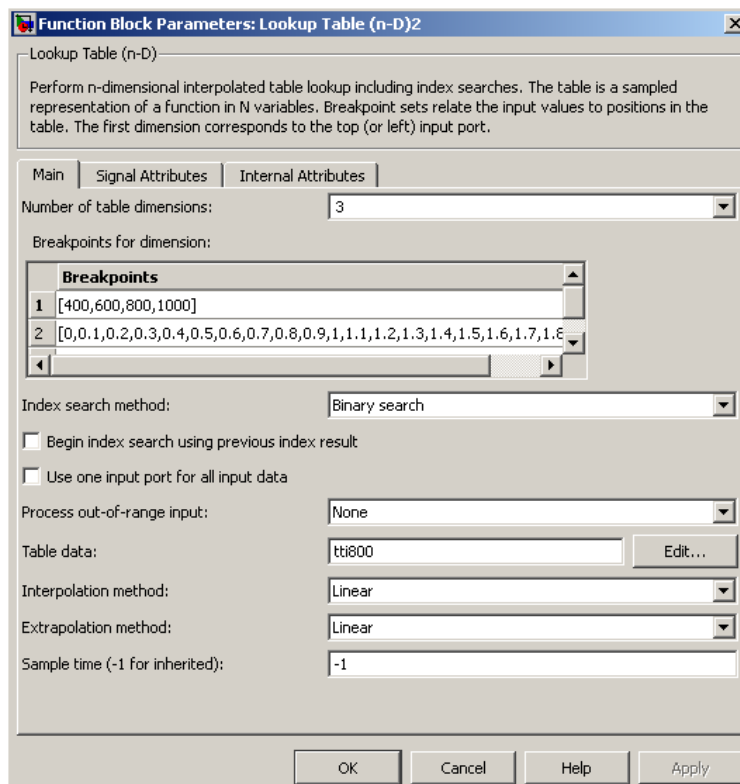 Function Block Parameters: Lookup Table (n-D)2
Lookup Table (n-D)
Perform n-dimensional interpolated table lookup including index searches. The table is a sampled
representation of a function in N variables. Breakpoint sets relate the input values to positions in the
table. The first dimension corresponds to the top (or left) input port.
Main Signal Attributes Internal Attributes
Number of table dimensions: 3
Breakpoints for dimension:
Breakpoints
1 [400,600,800,1000]
2 [0,0.1,0.2,0.3,0.4,0.5,0.6,0.7,0.8,0.9,1,1.1,1.2,1.3,1.4,1.5,1.6,1.7,1.8
Index search method: Binary search
Begin index search using previous index result
Use one input port for all input data
Process out-of-range input: None
Table data: tti800 Edit...
Interpolation method: Linear
Extrapolation method: Linear
Sample time (-1 for inherited): -1
OK Cancel Help Apply